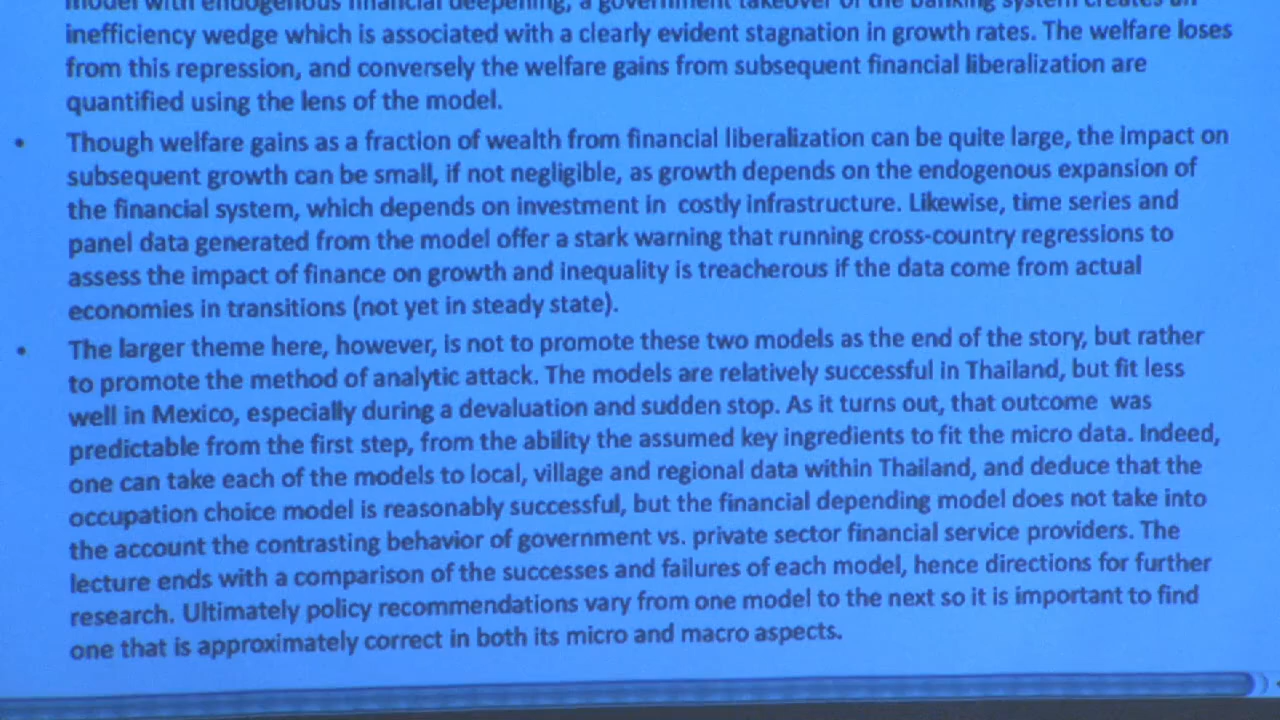 model with endogenous financial deepening, a government takeover of the banking system creates an
inefficiency wedge which is associated with a clearly evident stagnation in growth rates. The welfare loses
from this repression, and conversely the welfare gains from subsequent financial liberalization are
quantified using the lens of the model.
• Though welfare gains as a fraction of wealth from financial liberalization can be quite large, the impact on
subsequent growth can be small, if not negligible, as growth depends on the endogenous expansion of
the financial system, which depends on investment in costly infrastructure. Likewise, time series and
panel data generated from the model offer a stark warning that running cross-country regressions to
assess the impact of finance on growth and inequality is treacherous if the data come from actual
economies in transitions (not yet in steady state).
• The larger theme here, however, is not to promote these two models as the end of the story, but rather
to promote the method of analytic attack. The models are relatively successful in Thailand, but fit less
well in Mexico, especially during a devaluation and sudden stop. As it turns out, that outcome was
predictable from the first step, from the ability the assumed key ingredients to fit the micro data. Indeed,
one can take each of the models to local, village and regional data within Thailand, and deduce that the
occupation choice model is reasonably successful, but the financial depending model does not take into
the account the contrasting behavior of government vs. private sector financial service providers. The
lecture ends with a comparison of the successes and failures of each model, hence directions for further
research. Ultimately policy recommendations vary from one model to the next so it is important to find
one that is approximately correct in both its micro and macro aspects.